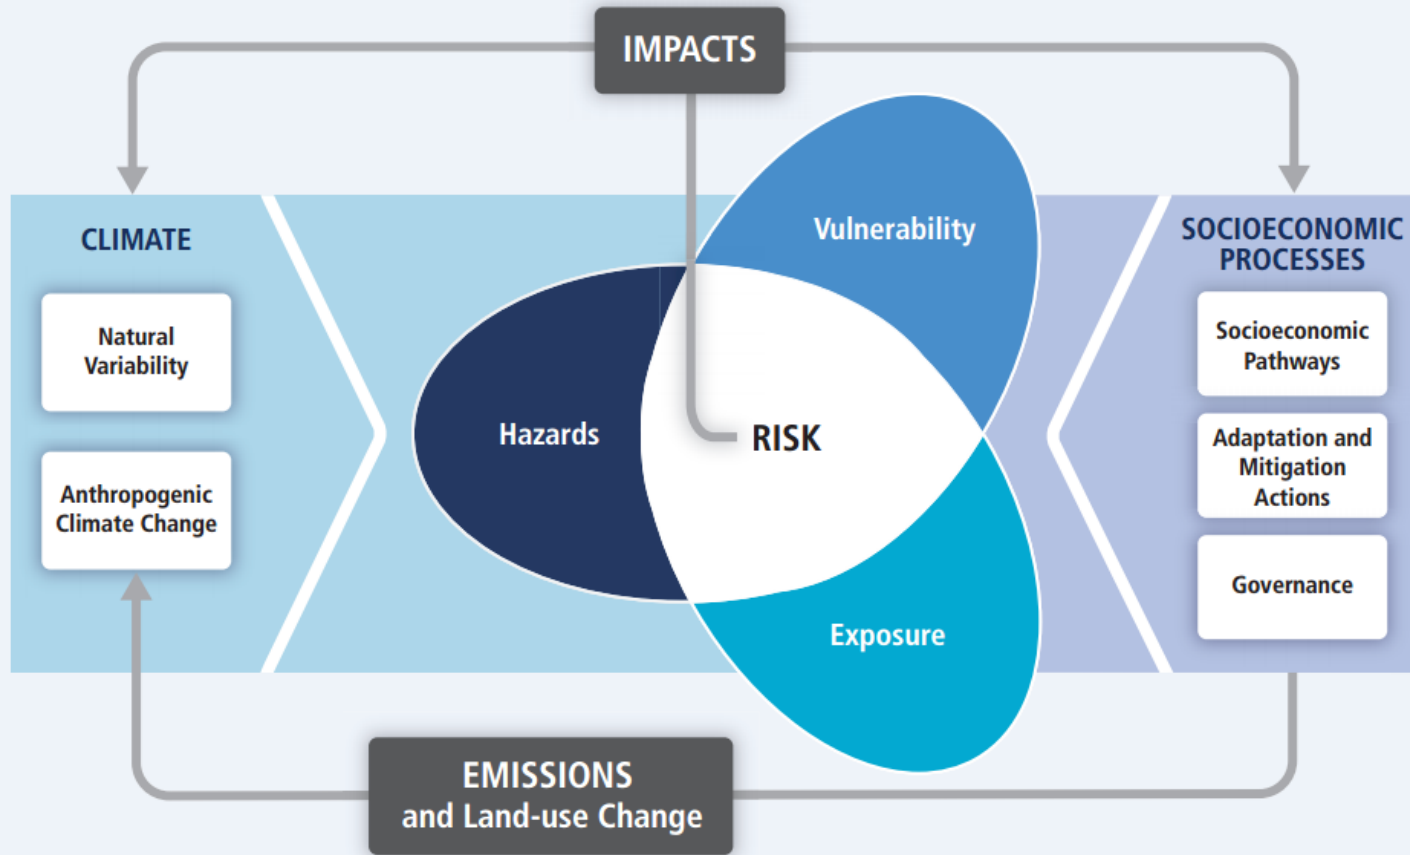 IMPACTS
CLIMATE
Natural
Variability
Anthropogenic
Climate Change
Vulnerability
Hazards
RISK
Exposure
SOCIOECONOMIC
PROCESSES
Socioeconomic
Pathways
Adaptation and
Mitigation
Actions
Governance
EMISSIONS
and Land-use Change